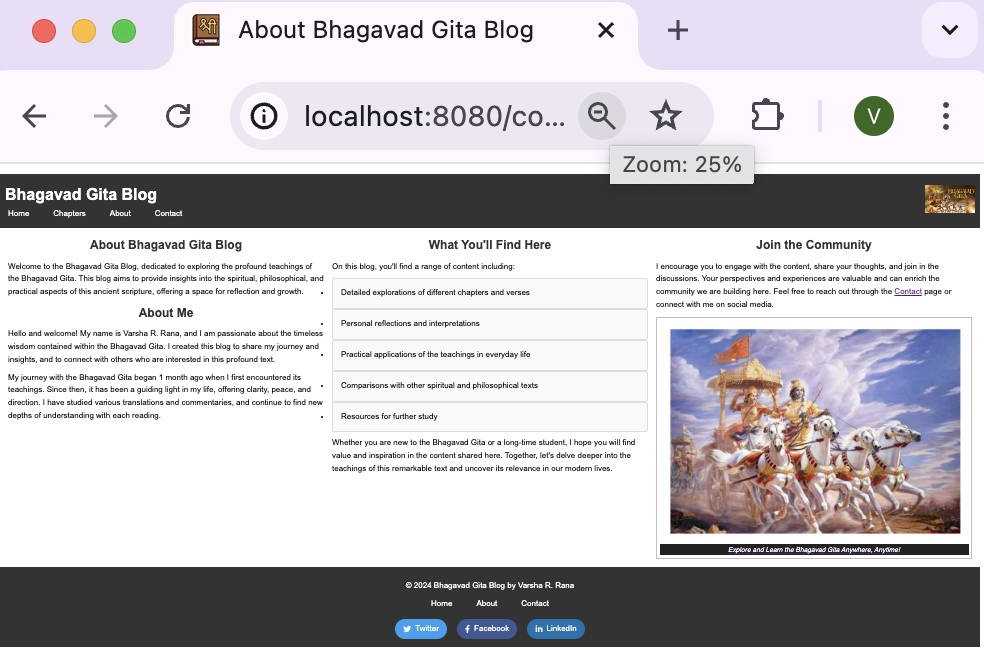 श्री
About Bhagavad Gita Blog
localhost:8080/co...
V
Zoom: 25%
Bhagavad Gita Blog
Home Chapters About Contact
BHAGAVAD
GITA
About Bhagavad Gita Blog
Welcome to the Bhagavad Gita Blog, dedicated to exploring the profound teachings of
the Bhagavad Gita. This blog aims to provide insights into the spiritual, philosophical, and
practical aspects of this ancient scripture, offering a space for reflection and growth.
About Me
Hello and welcome! My name is Varsha R. Rana, and I am passionate about the timeless
wisdom contained within the Bhagavad Gita. I created this blog to share my journey and
insights, and to connect with others who are interested in this profound text.
My journey with the Bhagavad Gita began 1 month ago when I first encountered its
teachings. Since then, it has been a guiding light in my life, offering clarity, peace, and
direction. I have studied various translations and commentaries, and continue to find new
depths of understanding with each reading.
What You'll Find Here
On this blog, you'll find a range of content including:
Detailed explorations of different chapters and verses
Personal reflections and interpretations
Practical applications of the teachings in everyday life
Comparisons with other spiritual and philosophical texts
Resources for further study
Whether you are new to the Bhagavad Gita or a long-time student, I hope you will find
value and inspiration in the content shared here. Together, let's delve deeper into the
teachings of this remarkable text and uncover its relevance in our modern lives.
Join the Community
I encourage you to engage with the content, share your thoughts, and join in the
discussions. Your perspectives and experiences are valuable and can enrich the
community we are building here. Feel free to reach out through the Contact page or
connect with me on social media.
Explore and Learn the Bhagavad Gita Anywhere, Anytime!
© 2024 Bhagavad Gita Blog by Varsha R. Rana
Home About Contact
Twitter Facebook LinkedIn